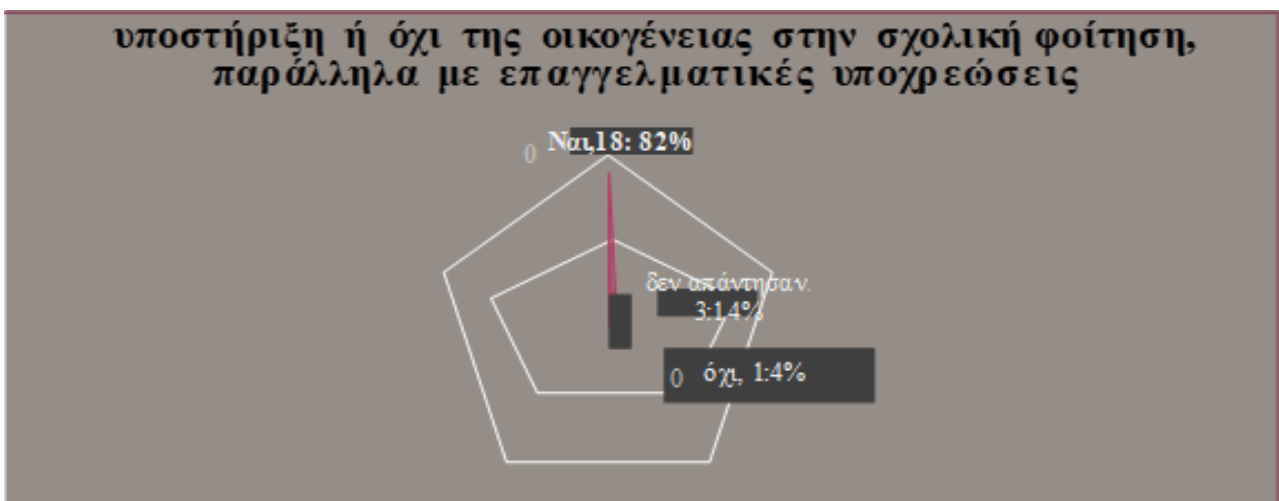 υποστήριξη ή όχι της οικογένειας στην σχολική φοίτηση,
παράλληλα με επαγγελματικές υποχρεώσεις
0
Ναι,18: 82%
δεν απάντησαν.
3:14%
0
όχι, 1:4%